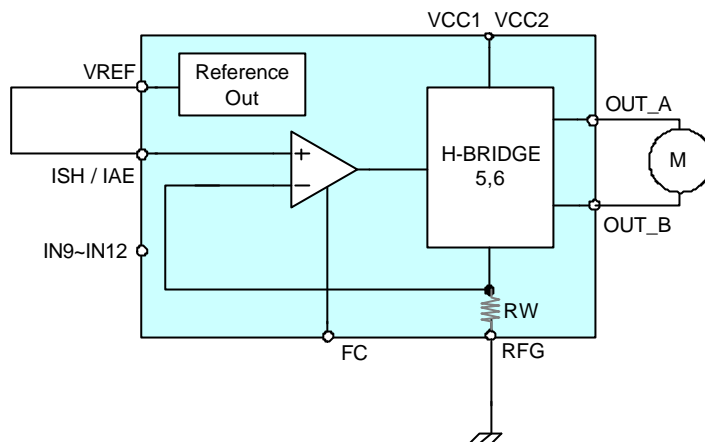 VCC1 VCC2
VREF
Reference
Out
OUT_A
ISH / IAE
+
−
H-BRIDGE
5,6
M
OUT_B
IN9~IN12
RW
FC
RFG